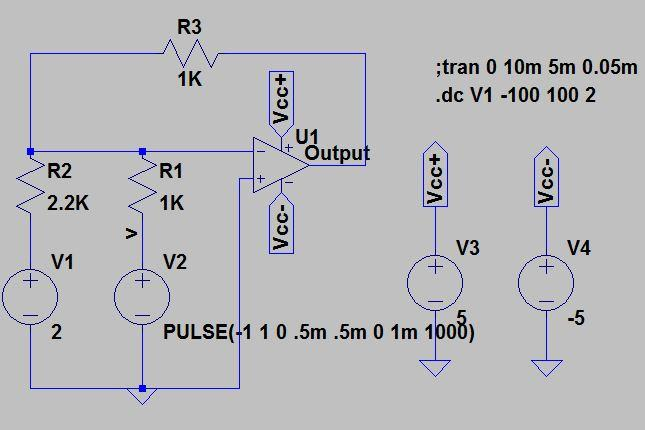 R3
1K
;tran 0 10m 5m 0.05m
.dc V1 -100 100 2
Vcc+
U1
Output
Vcc-
R2
2.2K
R1
1K
v
V1
2
V2
PULSE(-1 1 0 .5m .5m 0 1m 1000)
Vcc+
V3
5
Vcc-
V4
-5